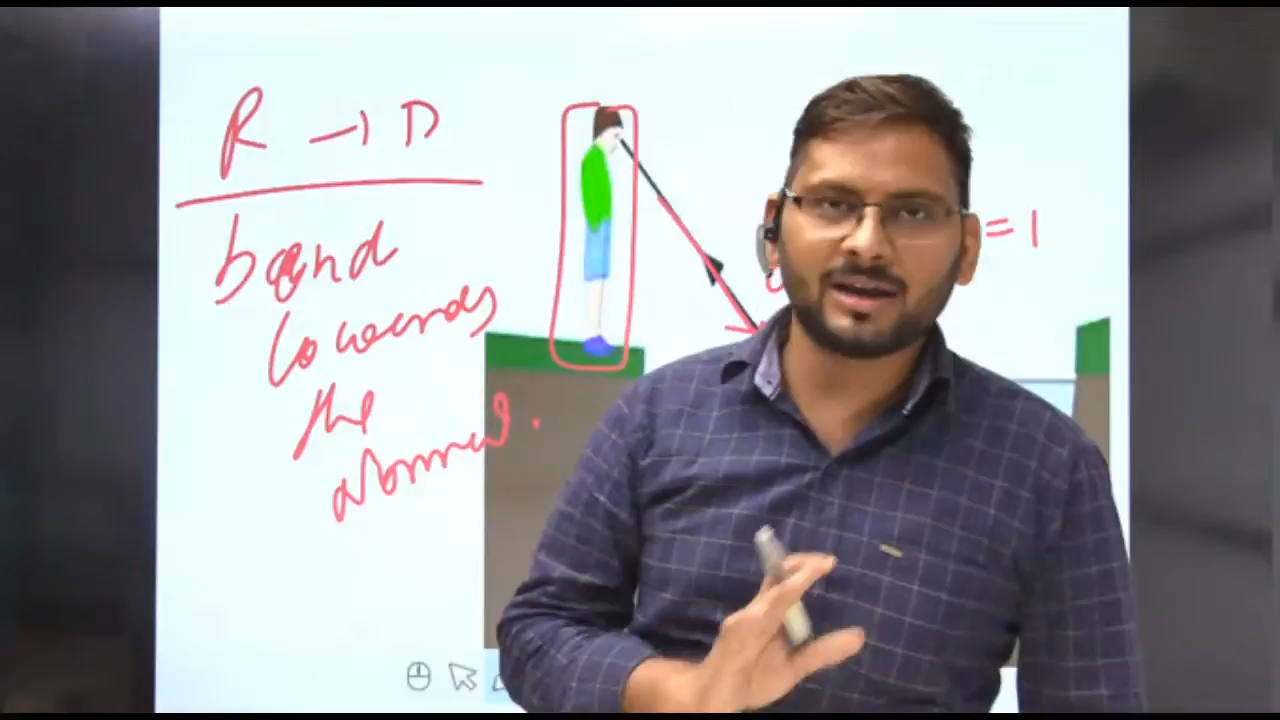 R → D
bend
towards
the
normal.
= 1